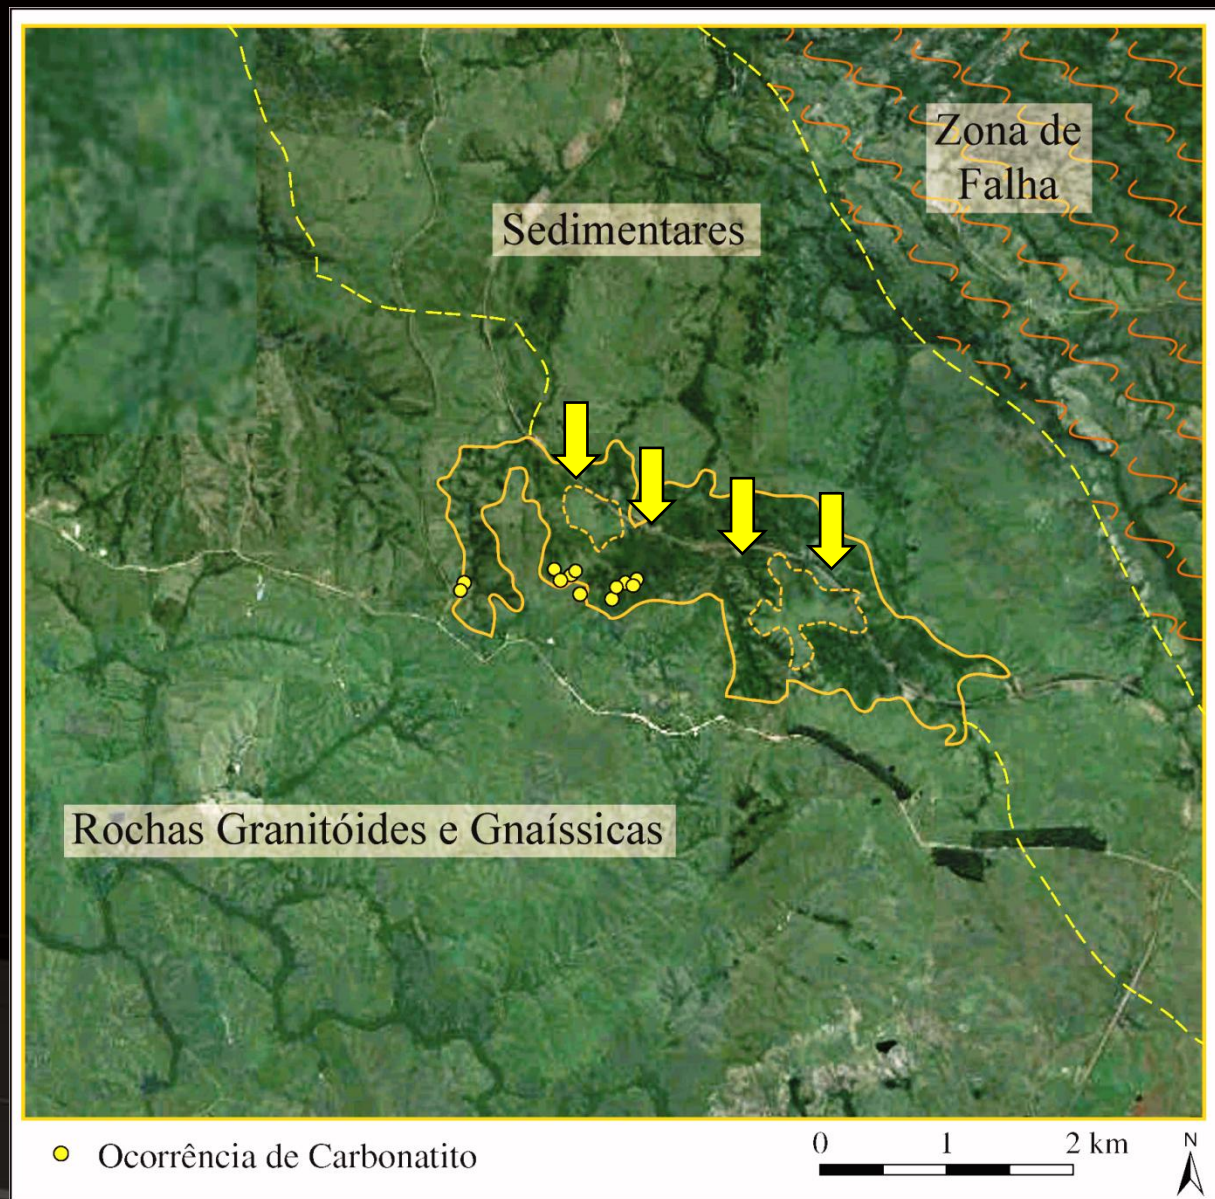 Zona de
Falha
Sedimentares
Rochas Granitóides e Gnaíssicas
Ocorrência de Carbonatito
0 1 2 km
N